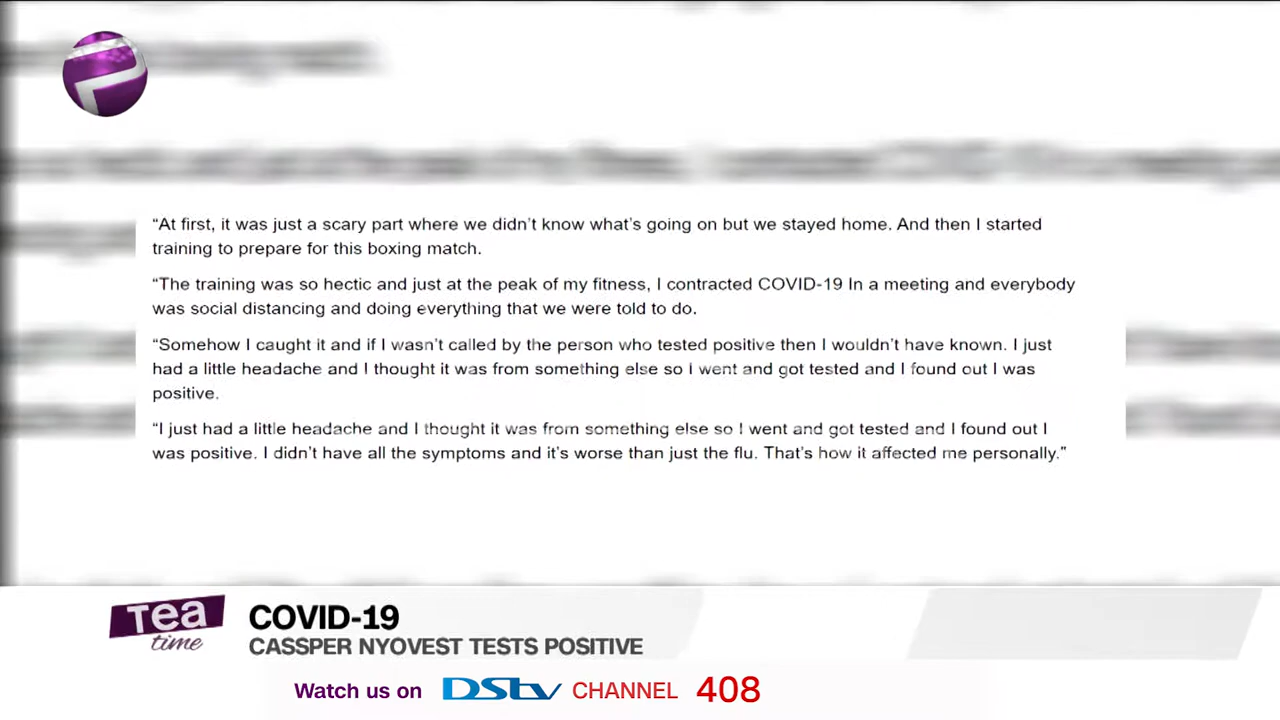 “At first, it was just a scary part where we didn’t know what’s going on but we stayed home. And then I started
training to prepare for this boxing match.
“The training was so hectic and just at the peak of my fitness, I contracted COVID-19 In a meeting and everybody
was social distancing and doing everything that we were told to do.
“Somehow I caught it and if I wasn’t called by the person who tested positive then I wouldn’t have known. I just
had a little headache and I thought it was from something else so I went and got tested and I found out I was
positive.
“I just had a little headache and I thought it was from something else so I went and got tested and I found out I
was positive. I didn’t have all the symptoms and it’s worse than just the flu. That’s how it affected me personally.”
Tea
time
COVID-19
CASSPER NYOVEST TESTS POSITIVE
Watch us on DStv CHANNEL 408